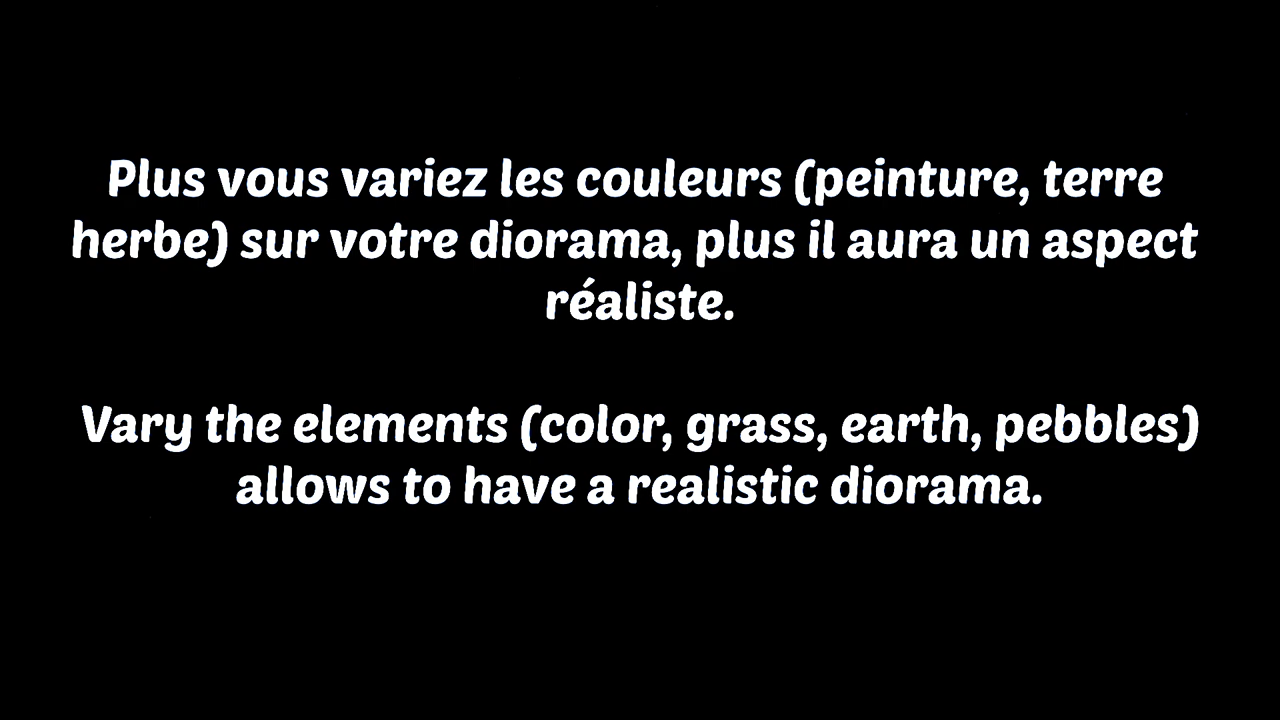 Plus vous variez les couleurs (peinture, terre
herbe) sur votre diorama, plus il aura un aspect
réaliste.
Vary the elements (color, grass, earth, pebbles)
allows to have a realistic diorama.